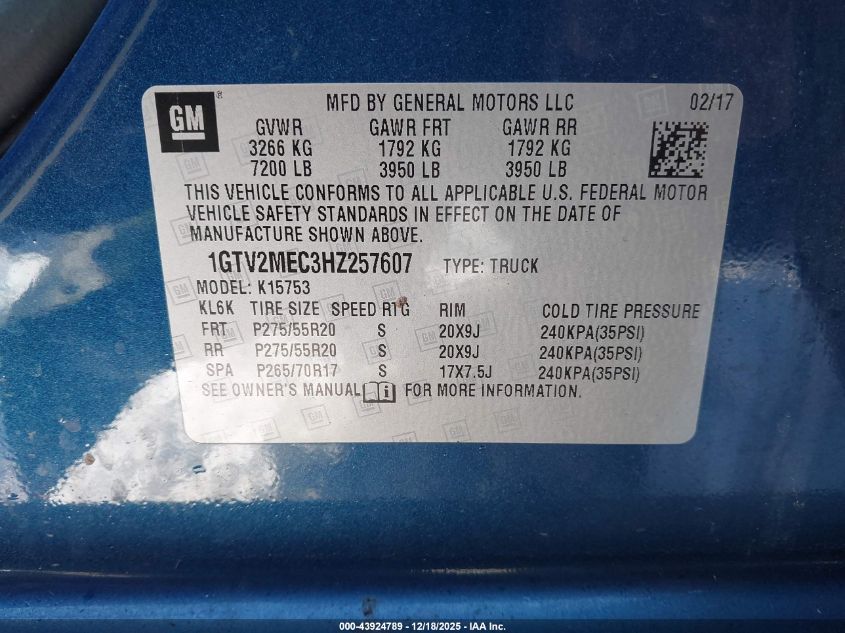 GM ® MFD BY GENERAL MOTORS LLC 02/17
GVWR GAWR FRT GAWR RR
3266 KG 1792 KG 1792 KG
7200 LB 3950 LB 3950 LB
THIS VEHICLE CONFORMS TO ALL APPLICABLE U.S. FEDERAL MOTOR
VEHICLE SAFETY STANDARDS IN EFFECT ON THE DATE OF
MANUFACTURE SHOWN ABOVE.
1GTV2MEC3HZ257607 TYPE: TRUCK
MODEL: K15753
KL6K TIRE SIZE SPEED RTG RIM COLD TIRE PRESSURE
FRT P275/55R20 S 20X9J 240KPA(35PSI)
RR P275/55R20 S 20X9J 240KPA(35PSI)
SPA P265/70R17 S 17X7.5J 240KPA(35PSI)
SEE OWNER'S MANUAL i FOR MORE INFORMATION.
000-43924789 - 12/18/2025 - IAA Inc.